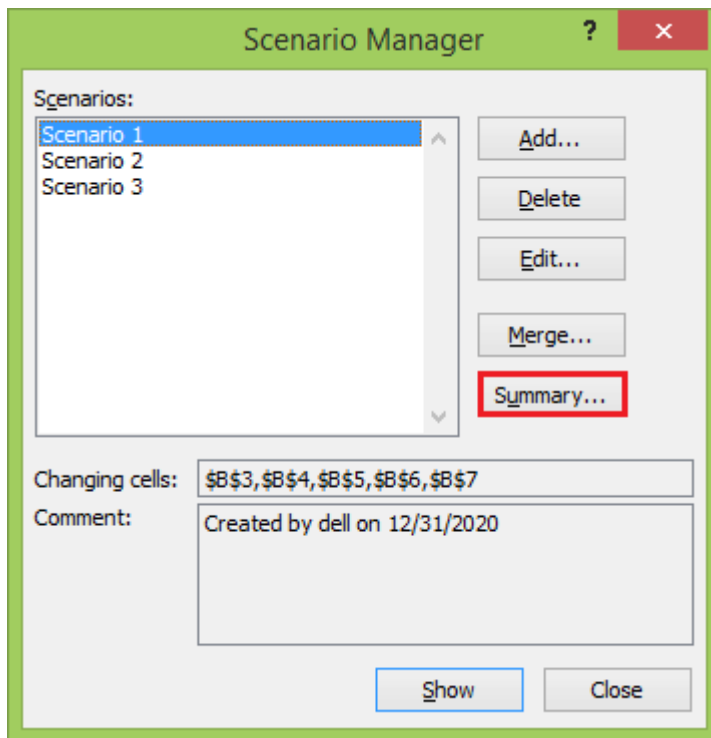 Scenario Manager
?
×
Scenarios:
Scenario 1
Scenario 2
Scenario 3
Add...
Delete
Edit...
Merge...
Summary...
Changing cells:
$B$3,$B$4,$B$5,$B$6,$B$7
Comment:
Created by dell on 12/31/2020
Show
Close